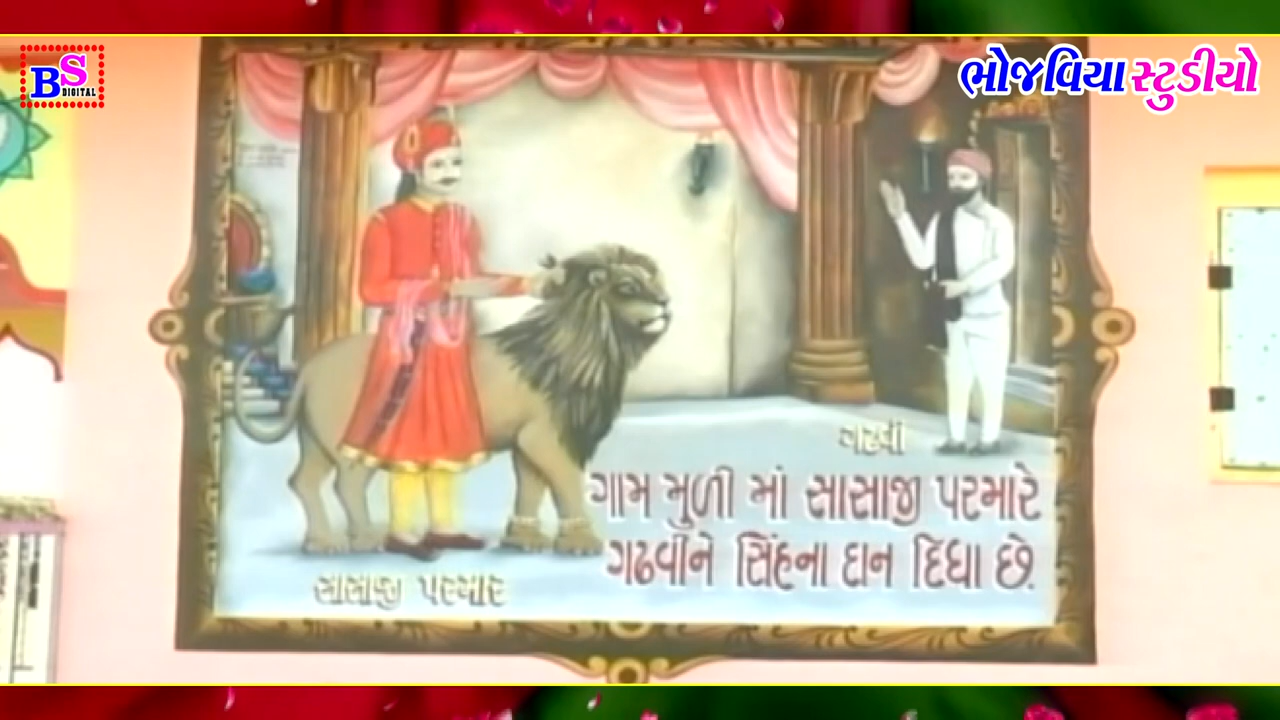 BS
DIGITAL
ભોજવિયા સ્ટુડીયો
ગઢવી
ગામ મુળી માં સાસાજી પરમારે
ગઢવીને સિંહના દાન દિધા છે.
સાસાજી પરમાર